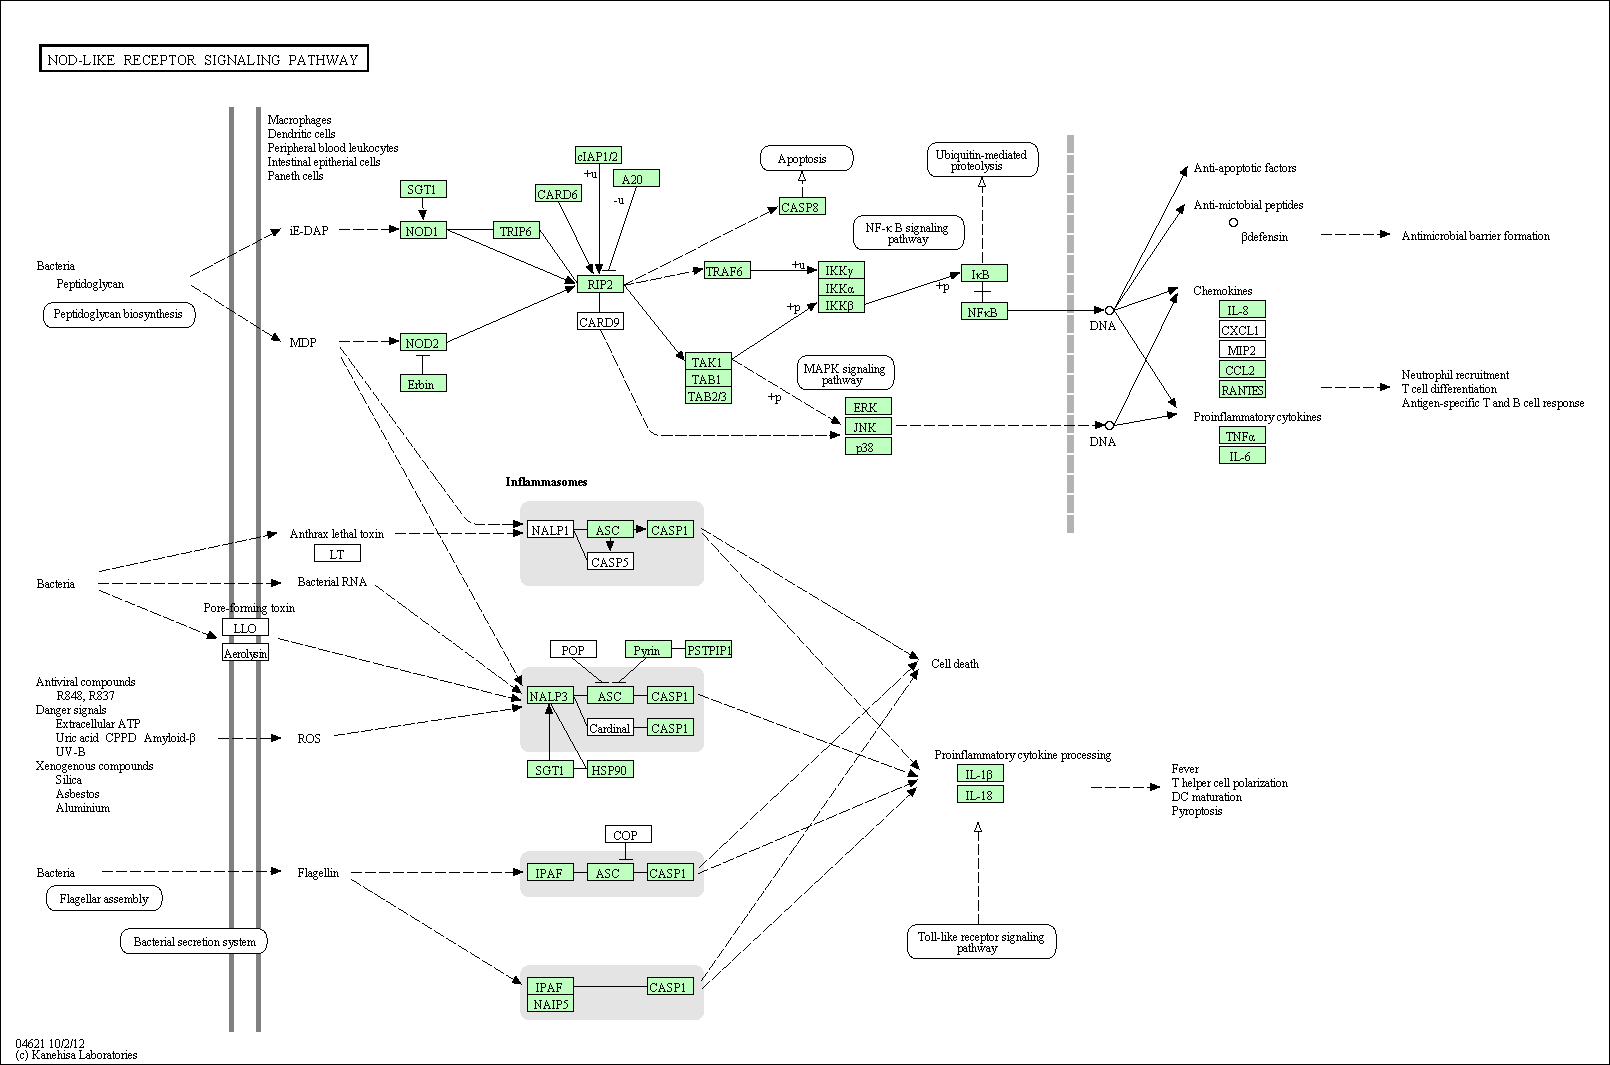 NOD-LIKE RECEPTOR SIGNALING PATHWAY
Macrophages
Dendritic cells
Peripheral blood leukocytes
Intestinal epitherial cells
Paneth cells
SGT1
NOD1
iE-DAP
TRIP6
CARD6
cIAP1/2
+u
A20
-u
RIP2
CARD9
Bacteria
Peptidoglycan
Peptidoglycan biosynthesis
MDP
NOD2
Erbin
Apoptosis
CASP8
Ubiquitin-mediated
proteolysis
NF-κ B signaling
pathway
TRAF6
+u
IKKγ
IKKα
IKKβ
+p
IκB
+p
NFκB
TAK1
TAB1
TAB2/3
+p
MAPK signaling
pathway
ERK
JNK
p38
DNA
DNA
Anti-apoptotic factors
Anti-mictobial peptides
βdefensin
Antimicrobial barrier formation
Chemokines
IL-8
CXCL1
MIP2
CCL2
RANTES
Neutrophil recruitment
T cell differentiation
Antigen-specific T and B cell response
Proinflammatory cytokines
TNFα
IL-6
Inflammasomes
NALP1
ASC
CASP1
CASP5
Anthrax lethal toxin
LT
Bacteria
Bacterial RNA
Pore-forming toxin
LLO
Aerolysin
POP
Pyrin
PSTPIP1
NALP3
ASC
CASP1
Cardinal
CASP1
SGT1
HSP90
Antiviral compounds
R848, R837
Danger signals
Extracellular ATP
Uric acid CPPD Amyloid-β
UV-B
Xenogenous compounds
Silica
Asbestos
Aluminium
ROS
Cell death
Proinflammatory cytokine processing
IL-1β
IL-18
Fever
T helper cell polarization
DC maturation
Pyroptosis
COP
IPAF
ASC
CASP1
Bacteria
Flagellin
Flagellar assembly
Bacterial secretion system
Toll-like receptor signaling
pathway
IPAF
CASP1
NAIP5
04621 10/2/12
(c) Kanehisa Laboratories